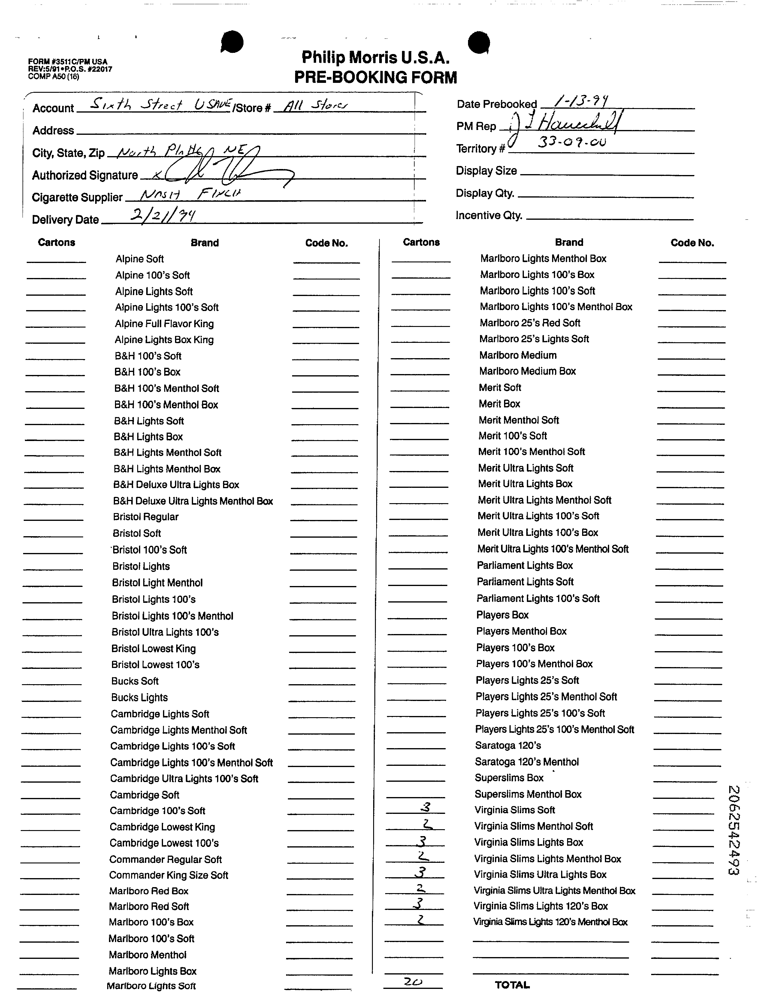 FORM #3511C/PM USA
REV:5/91•P.O.S. #22017
COMP A50 (16)
Philip Morris U.S.A.
PRE-BOOKING FORM
Account Sixth Street USAVE/Store # All Stores
Address
City, State, Zip North Platte, NE
Authorized Signature x
Cigarette Supplier NASH FINCH
Delivery Date 2/21/94
Date Prebooked 1-13-94
PM Rep
Territory # 33-09-00
Display Size
Display Qty.
Incentive Qty.
Cartons Brand Code No.
Alpine Soft
Alpine 100's Soft
Alpine Lights Soft
Alpine Lights 100's Soft
Alpine Full Flavor King
Alpine Lights Box King
B&H 100's Soft
B&H 100's Box
B&H 100's Menthol Soft
B&H 100's Menthol Box
B&H Lights Soft
B&H Lights Box
B&H Lights Menthol Soft
B&H Lights Menthol Box
B&H Deluxe Ultra Lights Box
B&H Deluxe Ultra Lights Menthol Box
Bristol Regular
Bristol Soft
Bristol 100's Soft
Bristol Lights
Bristol Light Menthol
Bristol Lights 100's
Bristol Lights 100's Menthol
Bristol Ultra Lights 100's
Bristol Lowest King
Bristol Lowest 100's
Bucks Soft
Bucks Lights
Cambridge Lights Soft
Cambridge Lights Menthol Soft
Cambridge Lights 100's Soft
Cambridge Lights 100's Menthol Soft
Cambridge Ultra Lights 100's Soft
Cambridge Soft
Cambridge 100's Soft
Cambridge Lowest King
Cambridge Lowest 100's
Commander Regular Soft
Commander King Size Soft
Marlboro Red Box
Marlboro Red Soft
Marlboro 100's Box
Marlboro 100's Soft
Marlboro Menthol
Marlboro Lights Box
Marlboro Lights Soft
Cartons Brand Code No.
Marlboro Lights Menthol Box
Marlboro Lights 100's Box
Marlboro Lights 100's Soft
Marlboro Lights 100's Menthol Box
Marlboro 25's Red Soft
Marlboro 25's Lights Soft
Marlboro Medium
Marlboro Medium Box
Merit Soft
Merit Box
Merit Menthol Soft
Merit 100's Soft
Merit 100's Menthol Soft
Merit Ultra Lights Soft
Merit Ultra Lights Box
Merit Ultra Lights Menthol Soft
Merit Ultra Lights 100's Soft
Merit Ultra Lights 100's Box
Merit Ultra Lights 100's Menthol Soft
Parliament Lights Box
Parliament Lights Soft
Parliament Lights 100's Soft
Players Box
Players Menthol Box
Players 100's Box
Players 100's Menthol Box
Players Lights 25's Soft
Players Lights 25's Menthol Soft
Players Lights 25's 100's Soft
Players Lights 25's 100's Menthol Soft
Saratoga 120's
Saratoga 120's Menthol
Superslims Box
Superslims Menthol Box
3 Virginia Slims Soft
2 Virginia Slims Menthol Soft
3 Virginia Slims Lights Box
2 Virginia Slims Lights Menthol Box
3 Virginia Slims Ultra Lights Box
2 Virginia Slims Ultra Lights Menthol Box
3 Virginia Slims Lights 120's Box
2 Virginia Slims Lights 120's Menthol Box
20 TOTAL
2062542493